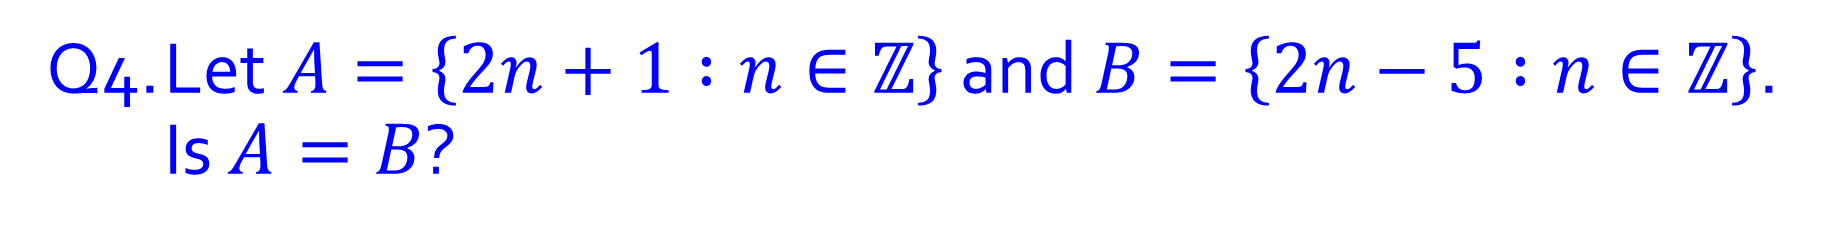 Q4. Let A = {2n + 1 : n ∈ ℤ} and B = {2n − 5 : n ∈ ℤ}.
Is A = B?